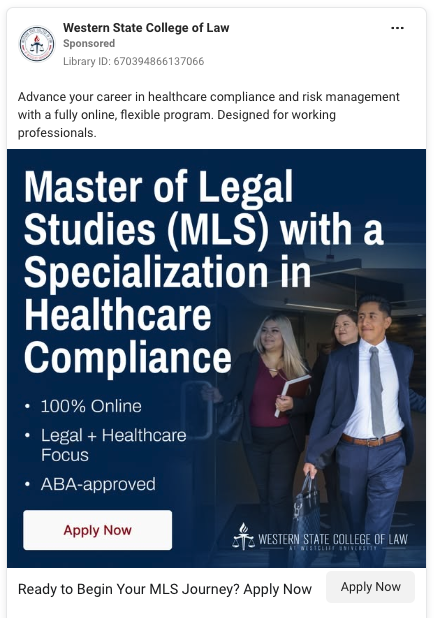 Western State College of Law
Sponsored
Library ID: 670394866137066
Advance your career in healthcare compliance and risk management
with a fully online, flexible program. Designed for working
professionals.
Master of Legal
Studies (MLS) with a
Specialization in
Healthcare
Compliance
• 100% Online
• Legal + Healthcare
Focus
• ABA-approved
Apply Now
WESTERN STATE COLLEGE OF LAW
AT WESTCLIFF UNIVERSITY
Ready to Begin Your MLS Journey? Apply Now
Apply Now